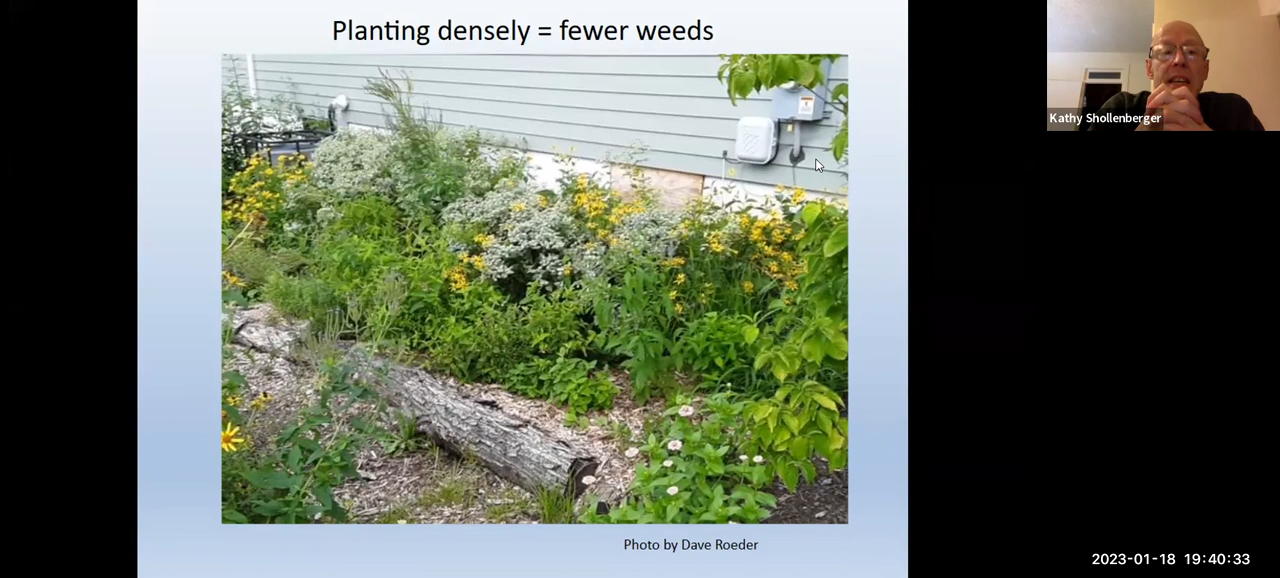 Planting densely = fewer weeds
Kathy Shollenberger
Photo by Dave Roeder
2023-01-18 19:40:33